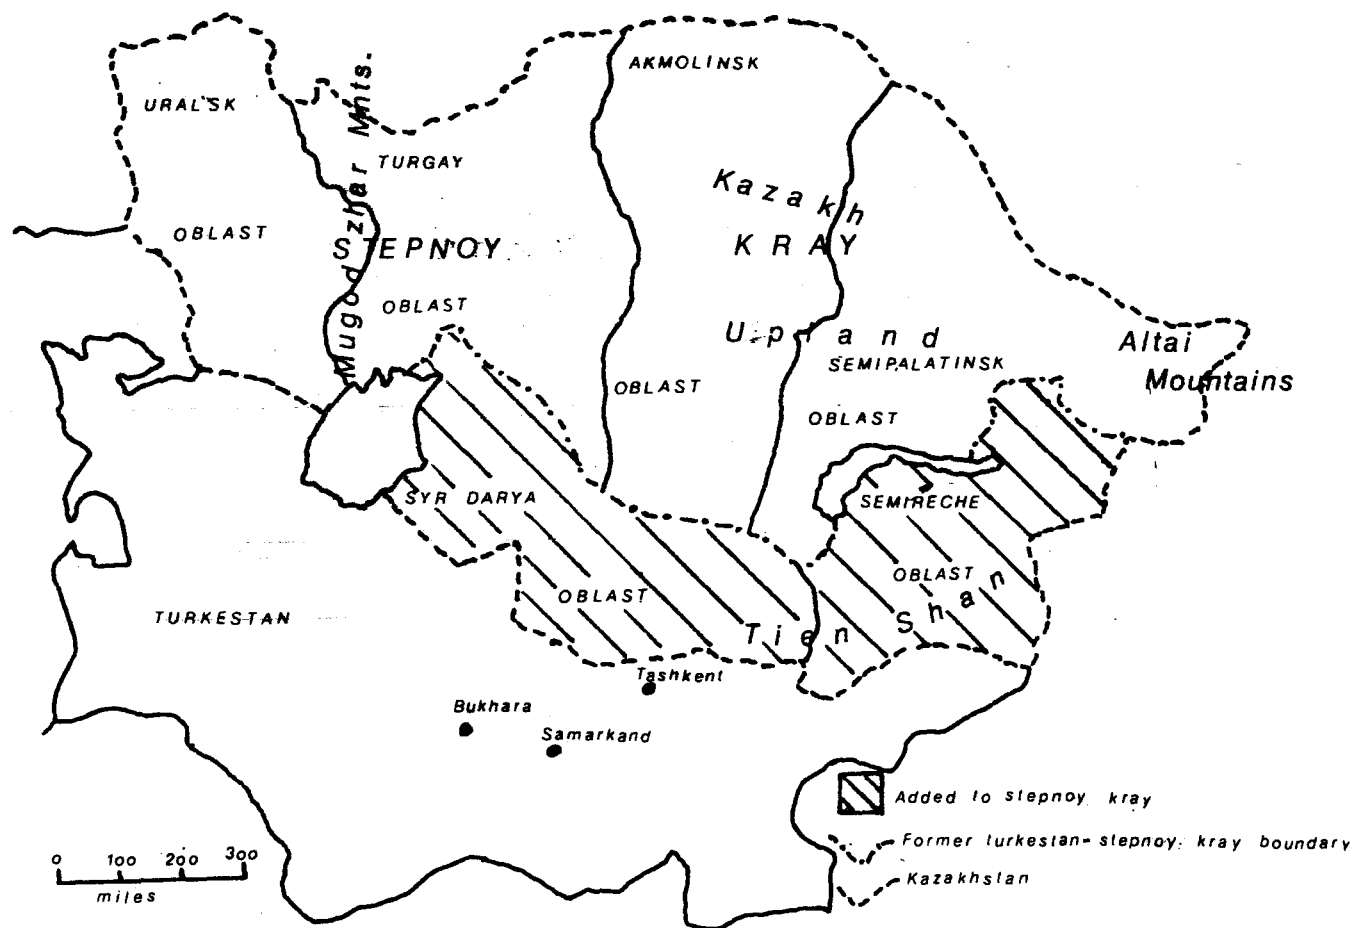 AKMOLINSK
URAL'SK
Mugodzhar Mnts.
TURGAY
Kazakh
OBLAST
STEPNOY
KRAY
OBLAST
Upland
Altai
SEMIPALATINSK
Mountains
OBLAST
OBLAST
SYR DARYA
SEMIRECHE
OBLAST
OBLAST
TURKESTAN
Tien Shan
Tashkent
Bukhara
Samarkand
Added to stepnoy kray
Former turkestan-stepnoy kray boundary
Kazakhstan
0 100 200 300
miles